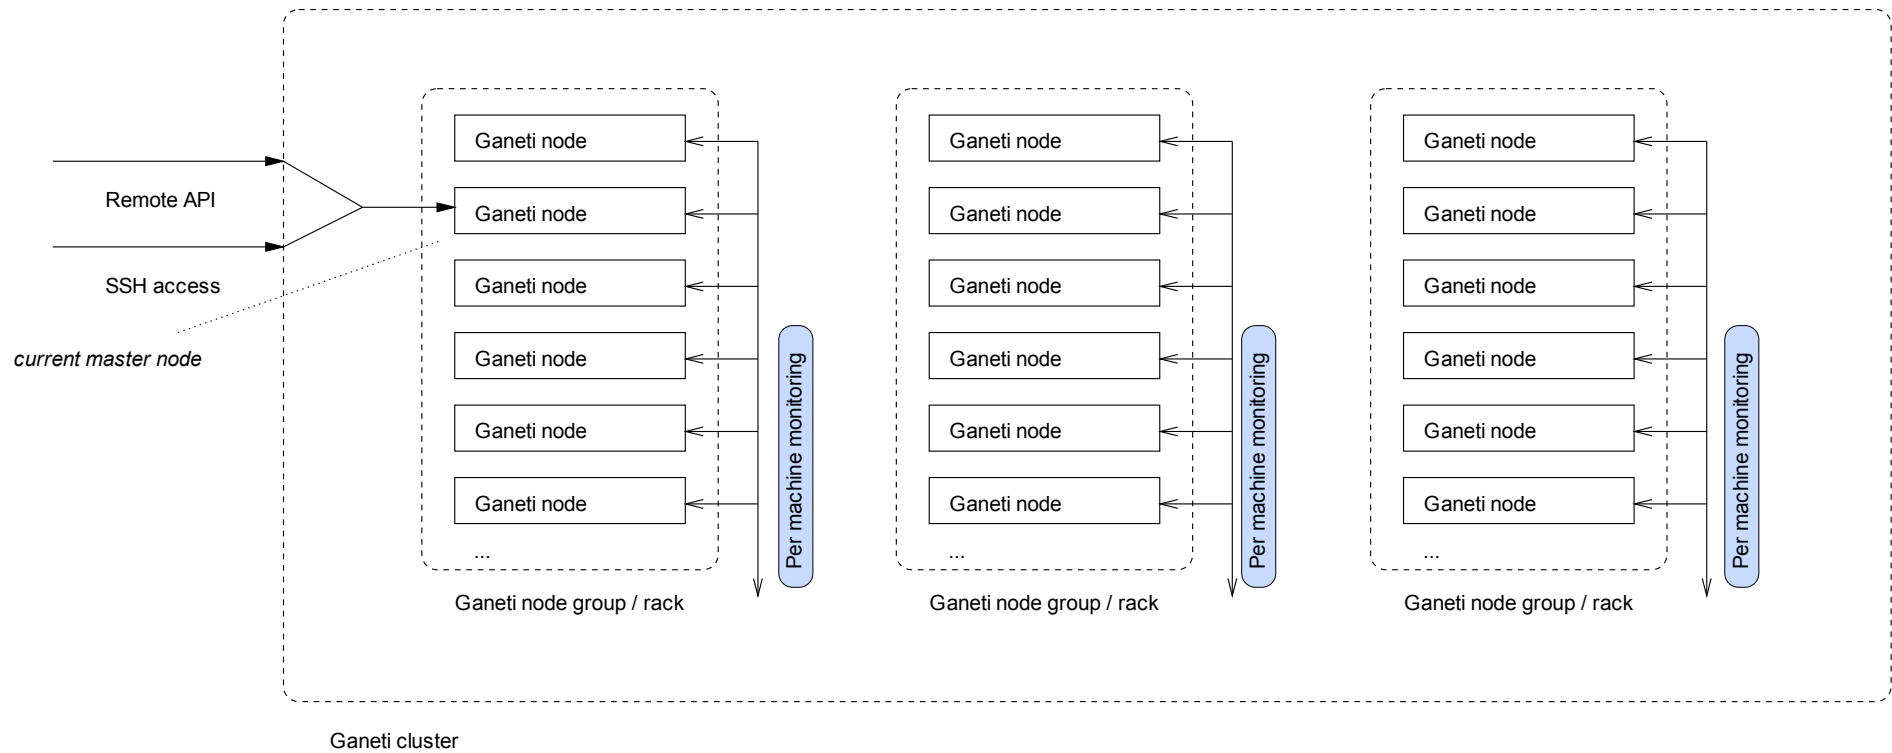 Remote API
SSH access
current master node
Ganeti node
Ganeti node
Ganeti node
Ganeti node
Ganeti node
Ganeti node
...
Ganeti node group / rack
Per machine monitoring
Ganeti node
Ganeti node
Ganeti node
Ganeti node
Ganeti node
Ganeti node
...
Ganeti node group / rack
Per machine monitoring
Ganeti node
Ganeti node
Ganeti node
Ganeti node
Ganeti node
Ganeti node
...
Ganeti node group / rack
Per machine monitoring
Ganeti cluster